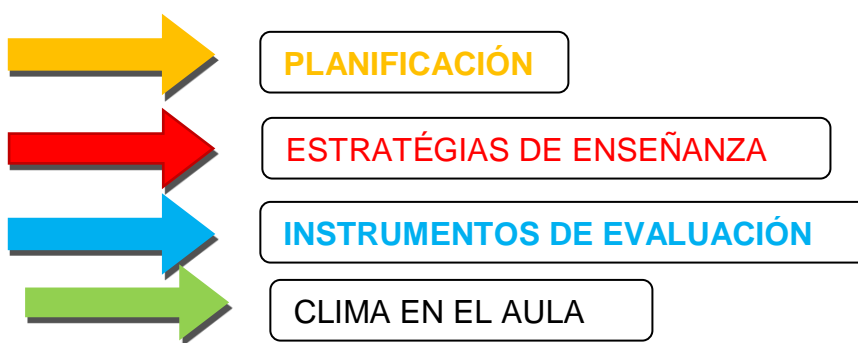 PLANIFICACIÓN
ESTRATÉGIAS DE ENSEÑANZA
INSTRUMENTOS DE EVALUACIÓN
CLIMA EN EL AULA